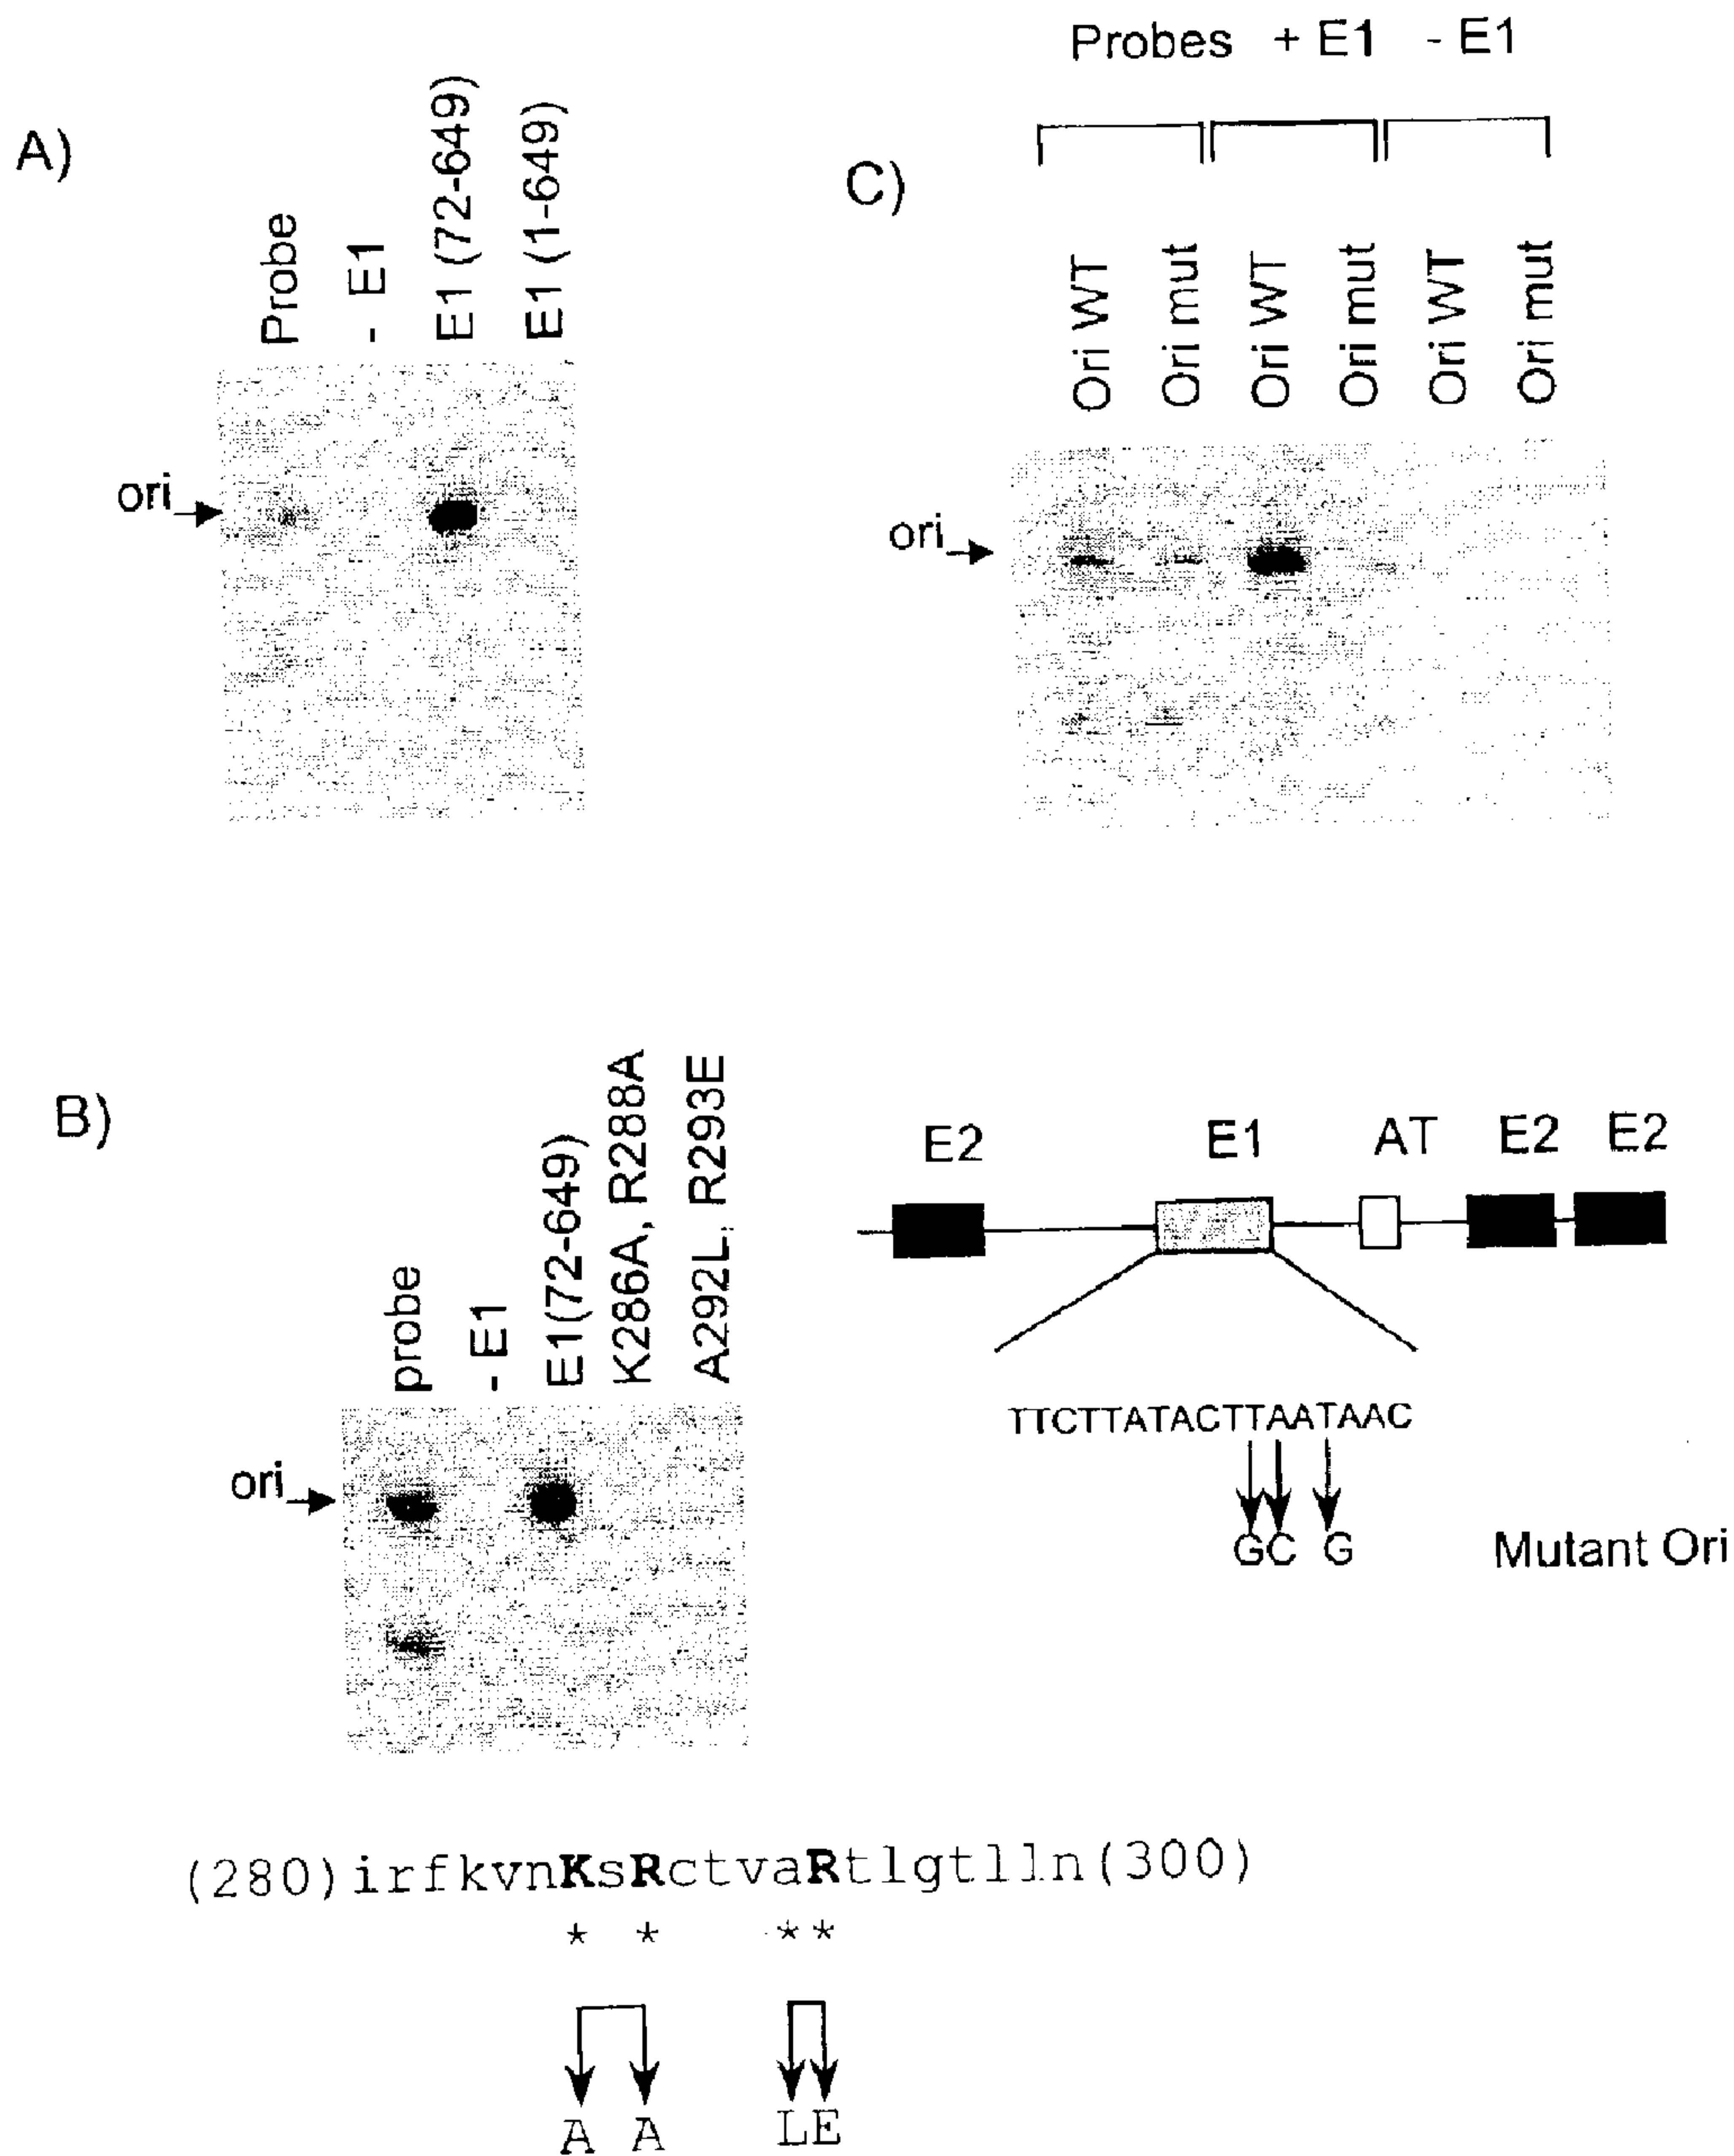 A)
Probe
- E1
E1 (72-649)
E1 (1-649)
ori
C)
Probes + E1 - E1
Ori WT
Ori mut
Ori WT
Ori mut
Ori WT
Ori mut
ori
B)
probe
- E1
E1(72-649)
K286A, R288A
A292L, R293E
ori
(280)irfkvnKsRctvaRtlgtlln(300)
* * **
A A LE
E2 E1 AT E2 E2
TTCTTATACTTAATAAC
GC G
Mutant Ori